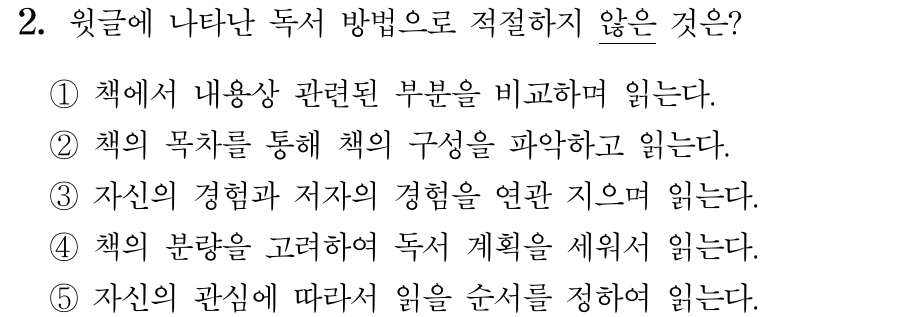 2. 윗글에 나타난 독서 방법으로 적절하지 않은 것은?
① 책에서 내용상 관련된 부분을 비교하며 읽는다.
② 책의 목차를 통해 책의 구성을 파악하고 읽는다.
③ 자신의 경험과 저자의 경험을 연관 지으며 읽는다.
④ 책의 분량을 고려하여 독서 계획을 세워서 읽는다.
⑤ 자신의 관심에 따라서 읽을 순서를 정하여 읽는다.